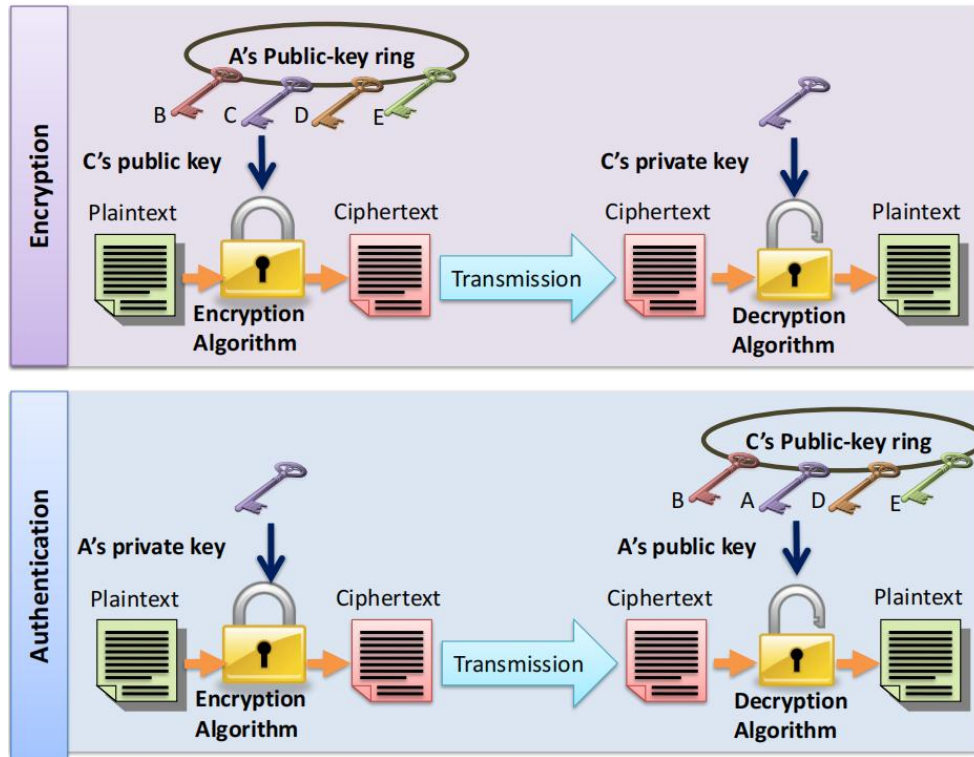 Encryption
A's Public-key ring
B
C
D
E
C's public key
C's private key
Plaintext
Ciphertext
Ciphertext
Plaintext
Transmission
Encryption
Algorithm
Decryption
Algorithm
Authentication
C's Public-key ring
B
A
D
E
A's private key
A's public key
Plaintext
Ciphertext
Ciphertext
Plaintext
Transmission
Encryption
Algorithm
Decryption
Algorithm